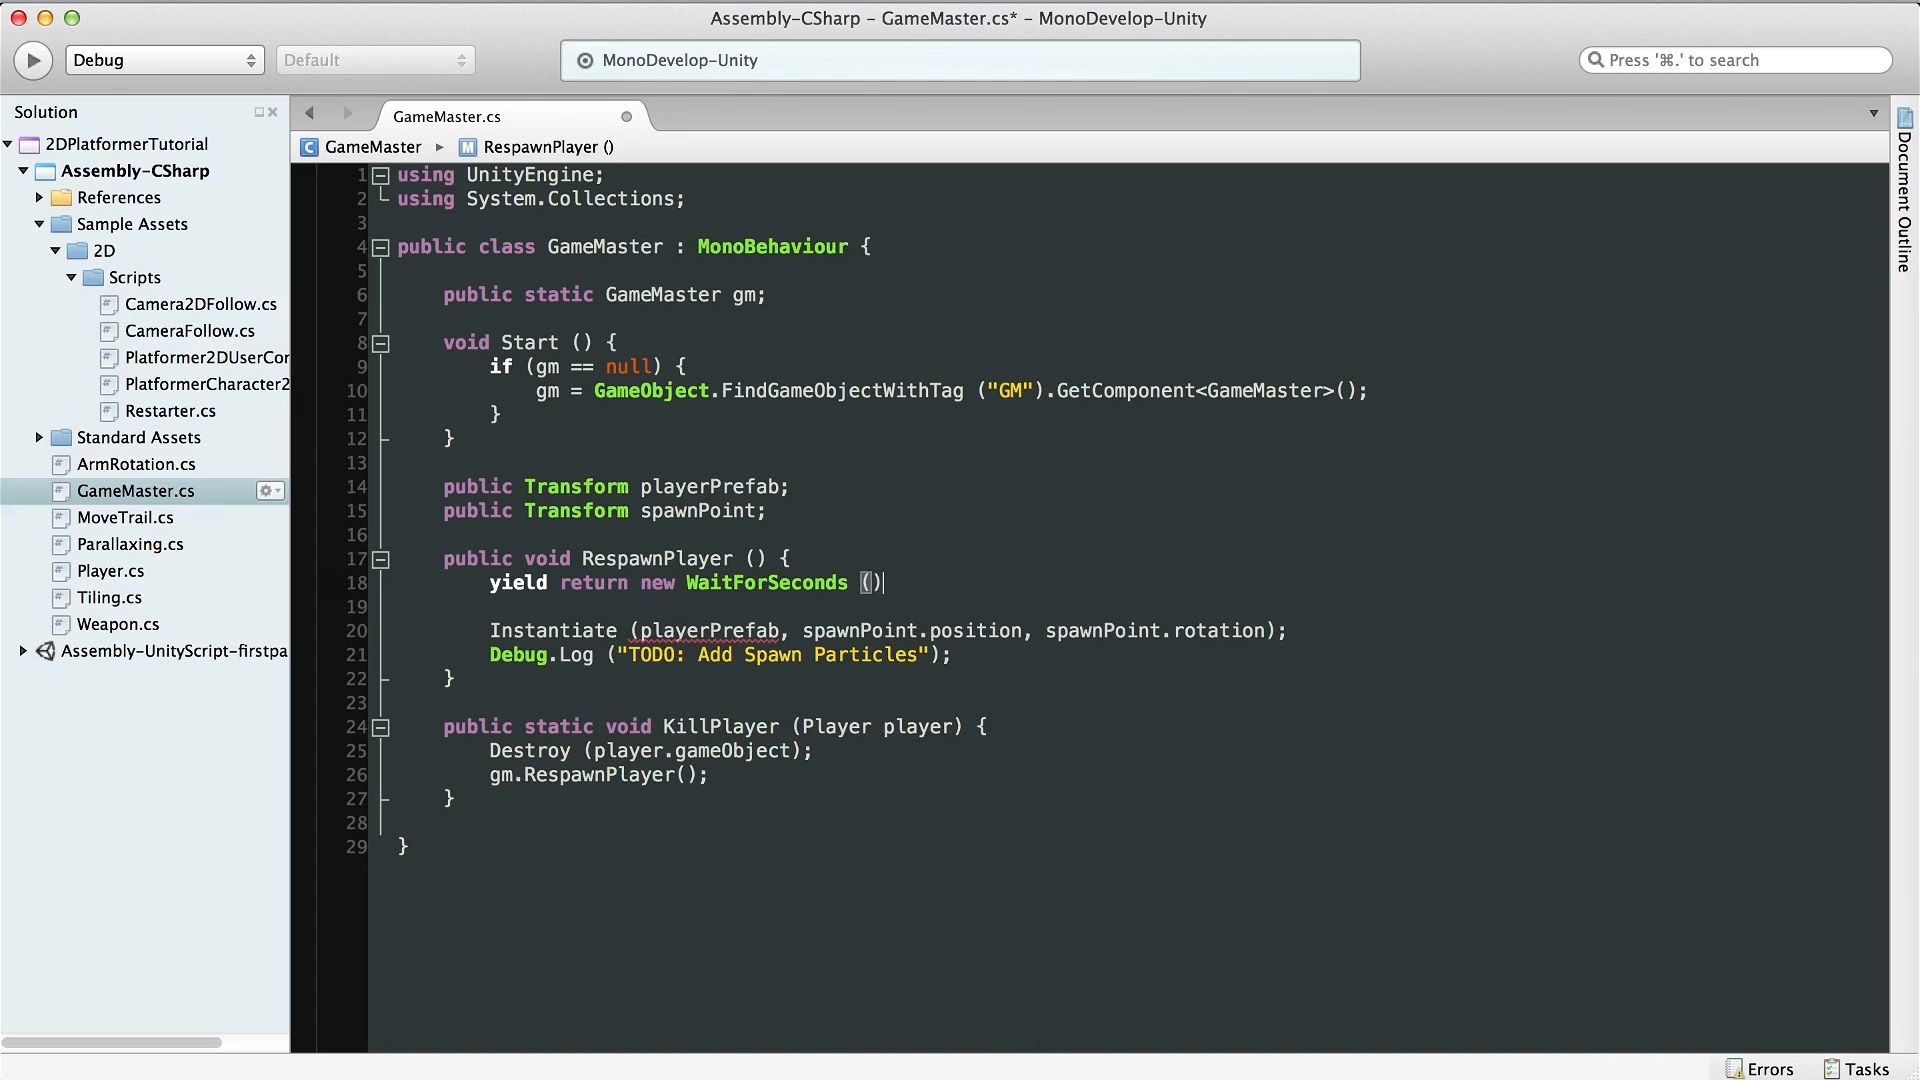 Assembly-CSharp – GameMaster.cs* – MonoDevelop-Unity
Debug
Default
MonoDevelop-Unity
Press '⌘.' to search
Solution
2DPlatformerTutorial
Assembly-CSharp
References
Sample Assets
2D
Scripts
Camera2DFollow.cs
CameraFollow.cs
Platformer2DUserCor
PlatformerCharacter2
Restarter.cs
Standard Assets
ArmRotation.cs
GameMaster.cs
MoveTrail.cs
Parallaxing.cs
Player.cs
Tiling.cs
Weapon.cs
Assembly-UnityScript-firstpa
GameMaster.cs
GameMaster RespawnPlayer ()
1 using UnityEngine;
2 using System.Collections;
3
4 public class GameMaster : MonoBehaviour {
5
6 public static GameMaster gm;
7
8 void Start () {
9 if (gm == null) {
10 gm = GameObject.FindGameObjectWithTag ("GM").GetComponent<GameMaster>();
11 }
12 }
13
14 public Transform playerPrefab;
15 public Transform spawnPoint;
16
17 public void RespawnPlayer () {
18 yield return new WaitForSeconds ()
19
20 Instantiate (playerPrefab, spawnPoint.position, spawnPoint.rotation);
21 Debug.Log ("TODO: Add Spawn Particles");
22 }
23
24 public static void KillPlayer (Player player) {
25 Destroy (player.gameObject);
26 gm.RespawnPlayer();
27 }
28
29 }
Document Outline
Errors
Tasks